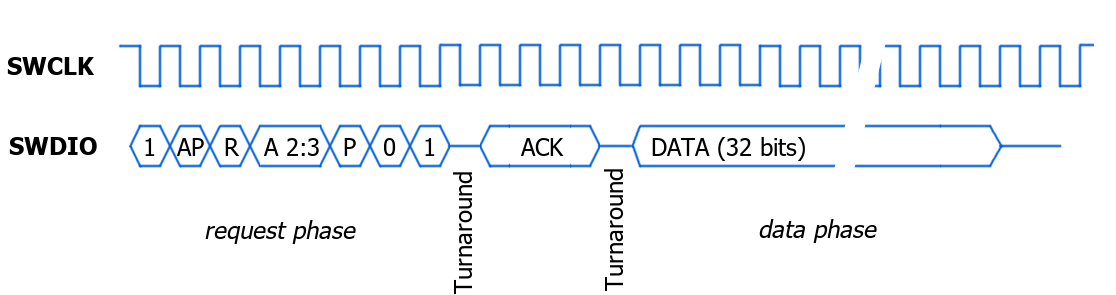 SWCLK
SWDIO
1 AP R A 2:3 P 0 1 ACK DATA (32 bits)
request phase
Turnaround
Turnaround
data phase